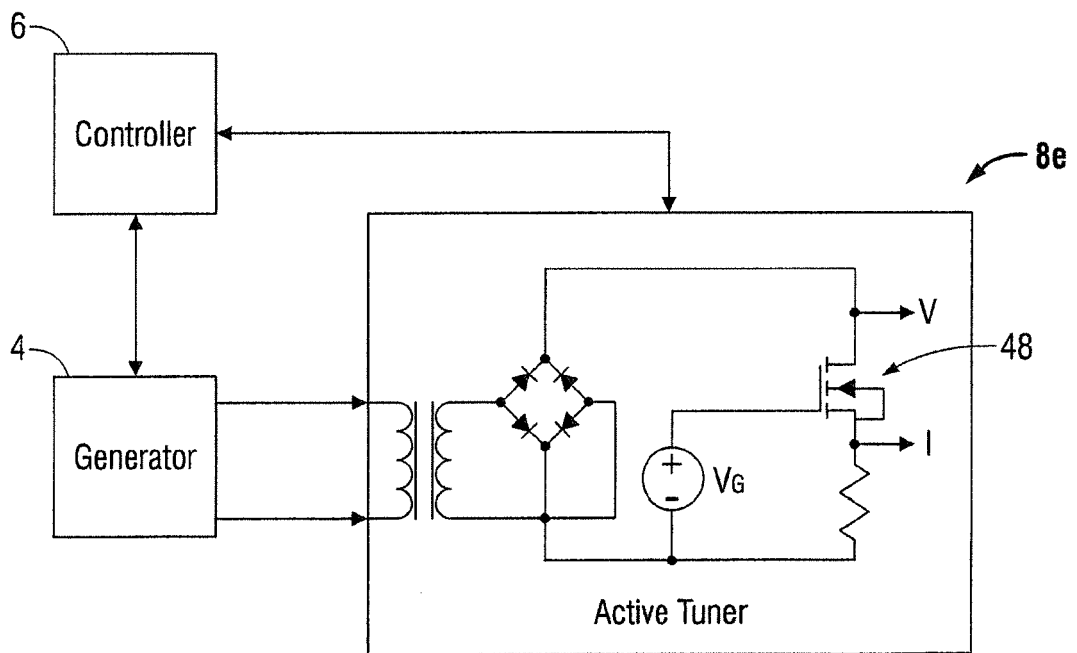 6
Controller
8e
4
Generator
V
48
+
-
VG
I
Active Tuner